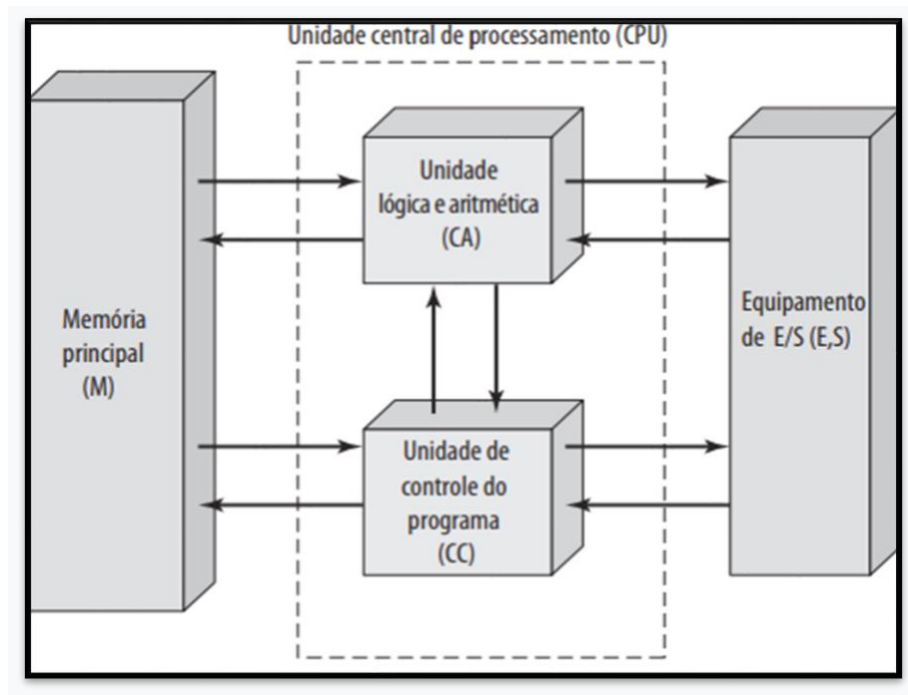 Unidade central de processamento (CPU)
Unidade
lógica e aritmética
(CA)
Memória
principal
(M)
Equipamento
de E/S (E,S)
Unidade de
controle do
programa
(CC)